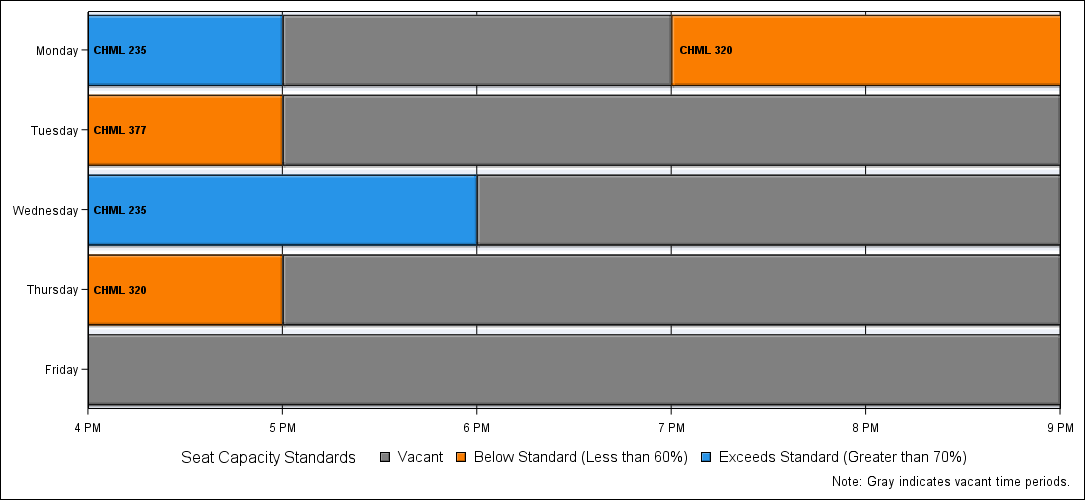 Monday CHML 235 CHML 320
Tuesday CHML 377
Wednesday CHML 235
Thursday CHML 320
Friday
4 PM 5 PM 6 PM 7 PM 8 PM 9 PM
Seat Capacity Standards Vacant Below Standard (Less than 60%) Exceeds Standard (Greater than 70%)
Note: Gray indicates vacant time periods.